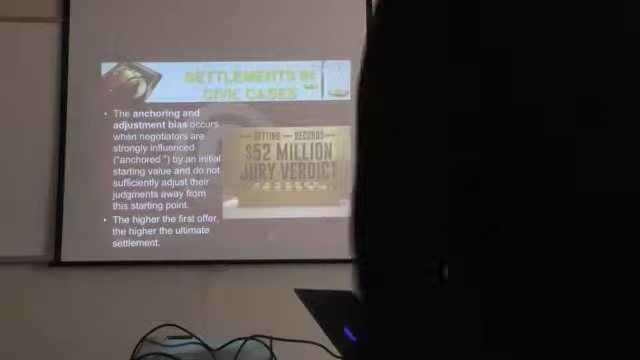 SETTLEMENTS IN
CIVIL CASES
• The anchoring and
adjustment bias occurs
when negotiators are
strongly influenced
("anchored ") by an initial
starting value and do not
sufficiently adjust their
judgments away from
this starting point.
• The higher the first offer,
the higher the ultimate
settlement.
SETTING — RECORDS
$52 MILLION
JURY VERDICT